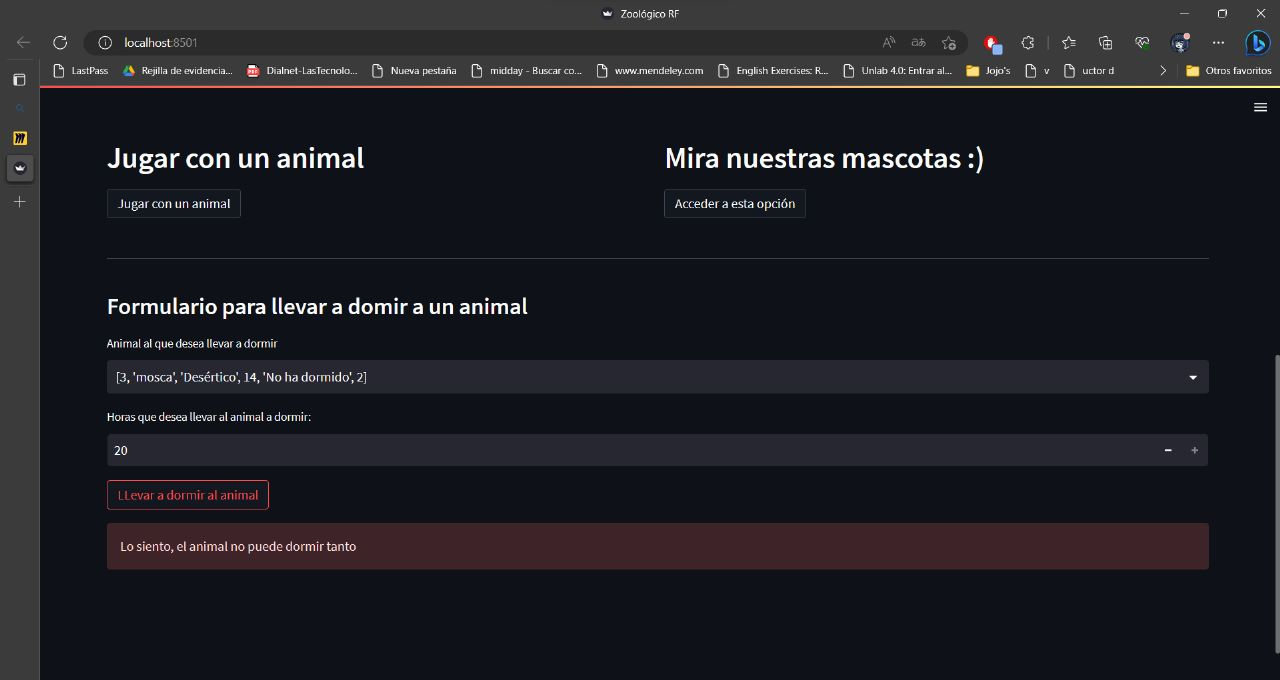 Zoológico RF
localhost:8501
LastPass
Rejilla de evidencia...
Dialnet-LasTecnolo...
Nueva pestaña
midday - Buscar co...
www.mendeley.com
English Exercises: R...
Unlab 4.0: Entrar al...
Jojo's
v
uctor d
Otros favoritos
Jugar con un animal
Mira nuestras mascotas :)
Jugar con un animal
Acceder a esta opción
Formulario para llevar a domir a un animal
Animal al que desea llevar a dormir
[3, 'mosca', 'Desértico', 14, 'No ha dormido', 2]
Horas que desea llevar al animal a dormir:
20
LLevar a dormir al animal
Lo siento, el animal no puede dormir tanto